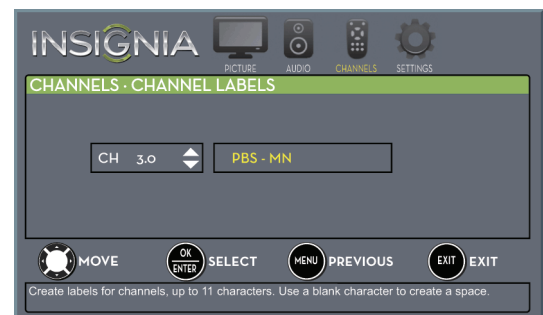 INSIGNIA
PICTURE AUDIO CHANNELS SETTINGS
CHANNELS · CHANNEL LABELS
CH 3.0 PBS - MN
MOVE OK ENTER SELECT MENU PREVIOUS EXIT EXIT
Create labels for channels, up to 11 characters. Use a blank character to create a space.